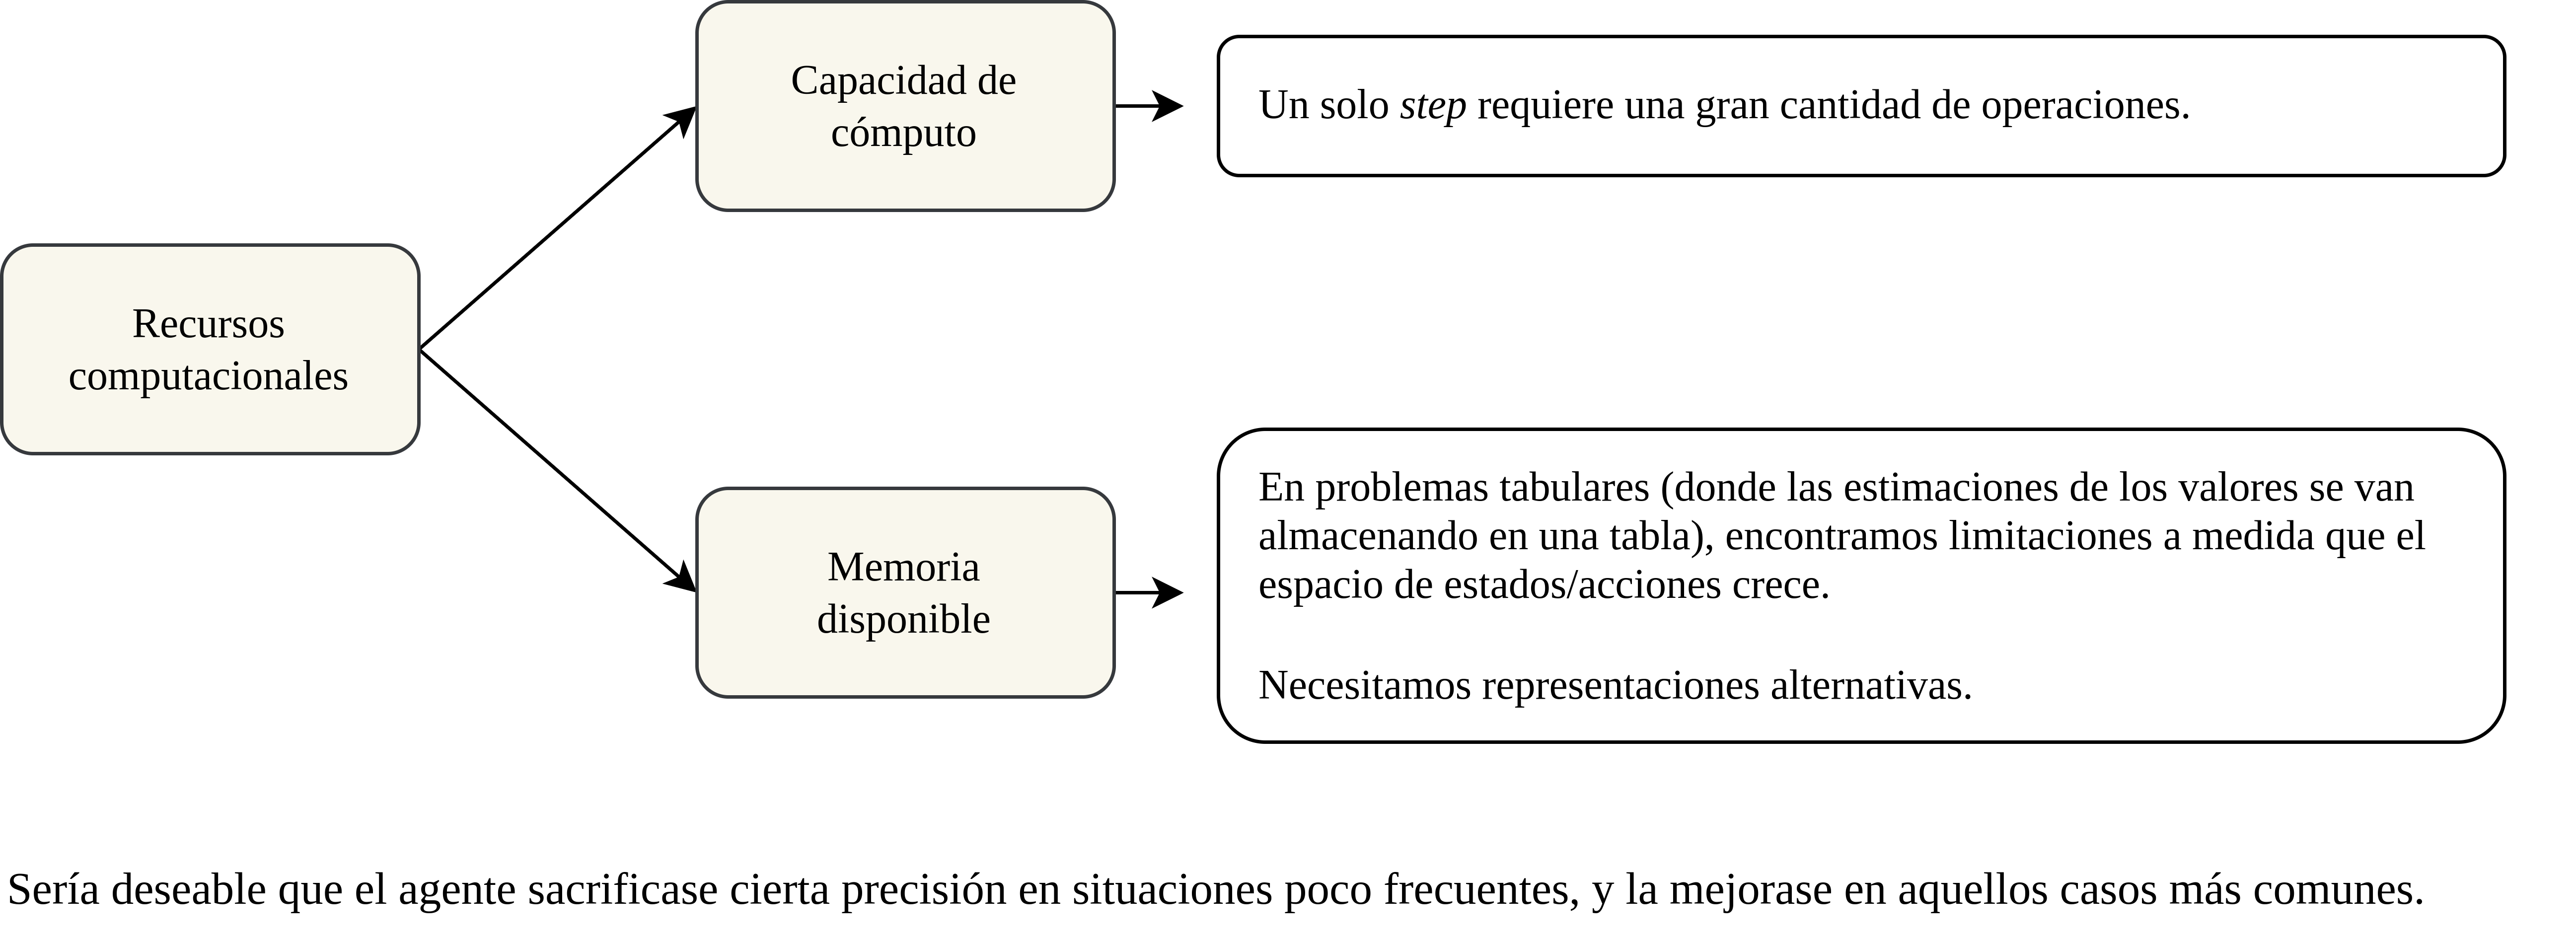 Capacidad de
cómputo
Un solo step requiere una gran cantidad de operaciones.
Recursos
computacionales
Memoria
disponible
En problemas tabulares (donde las estimaciones de los valores se van
almacenando en una tabla), encontramos limitaciones a medida que el
espacio de estados/acciones crece.
Necesitamos representaciones alternativas.
Sería deseable que el agente sacrificase cierta precisión en situaciones poco frecuentes, y la mejorase en aquellos casos más comunes.